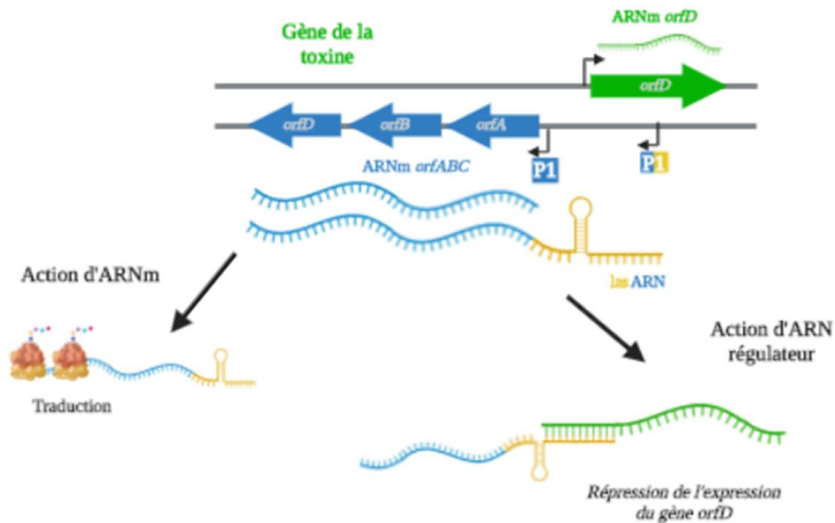 ARNm orfD
Gène de la
toxine
orfD
orfD orfB orfA
ARNm orfABC
P1
P1
las ARN
Action d'ARNm
Action d'ARN
régulateur
Traduction
Répression de l'expression
du gène orfD